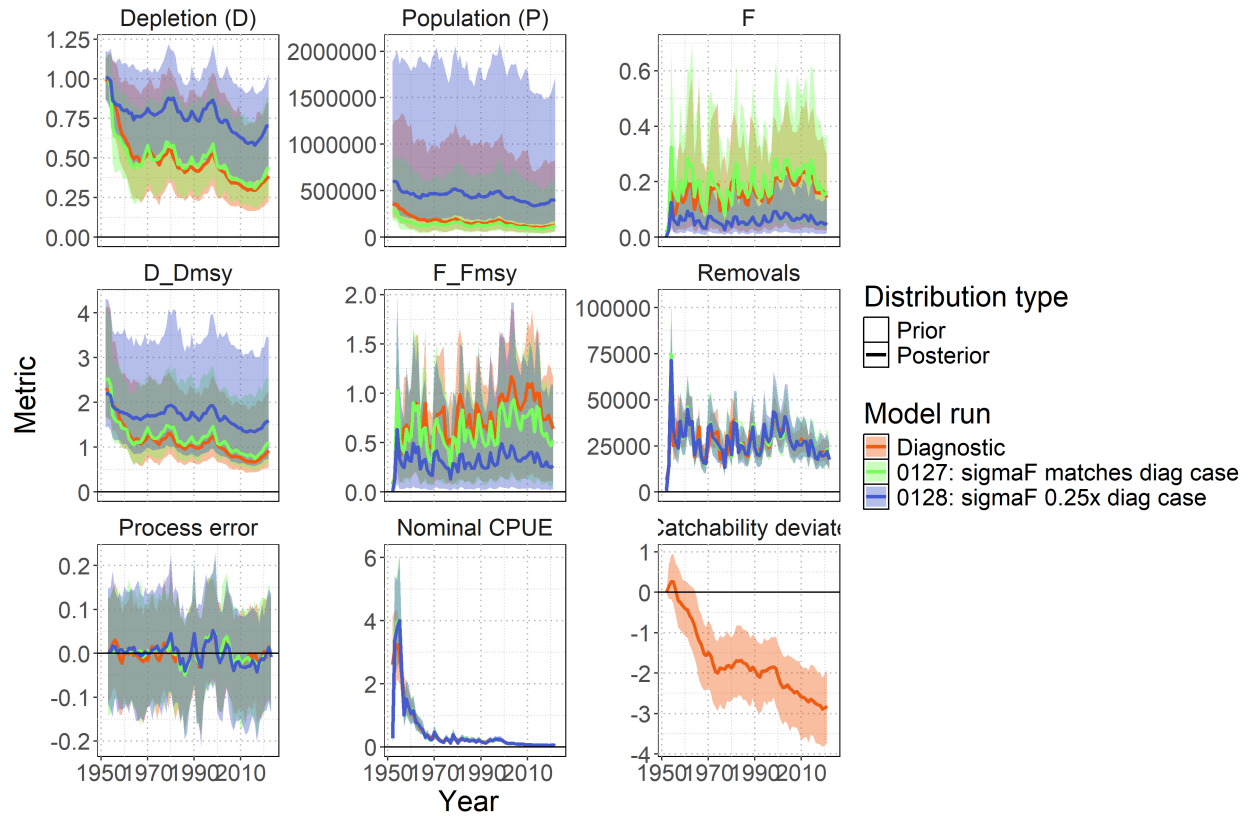 Depletion (D)
Population (P)
F
1.25
1.00
0.75
0.50
0.25
0.00
2000000
1500000
1000000
500000
0
0.6
0.4
0.2
0.0
D_Dmsy
F_Fmsy
Removals
4
3
2
1
0
2.0
1.5
1.0
0.5
0.0
100000
75000
50000
25000
0
Process error
Nominal CPUE
Catchability deviate
0.2
0.1
0.0
-0.1
-0.2
6
4
2
0
1
0
-1
-2
-3
-4
1950 1970 1990 2010
1950 1970 1990 2010
1950 1970 1990 2010
Metric
Year
Distribution type
Prior
Posterior
Model run
Diagnostic
0127: sigmaF matches diag case
0128: sigmaF 0.25x diag case